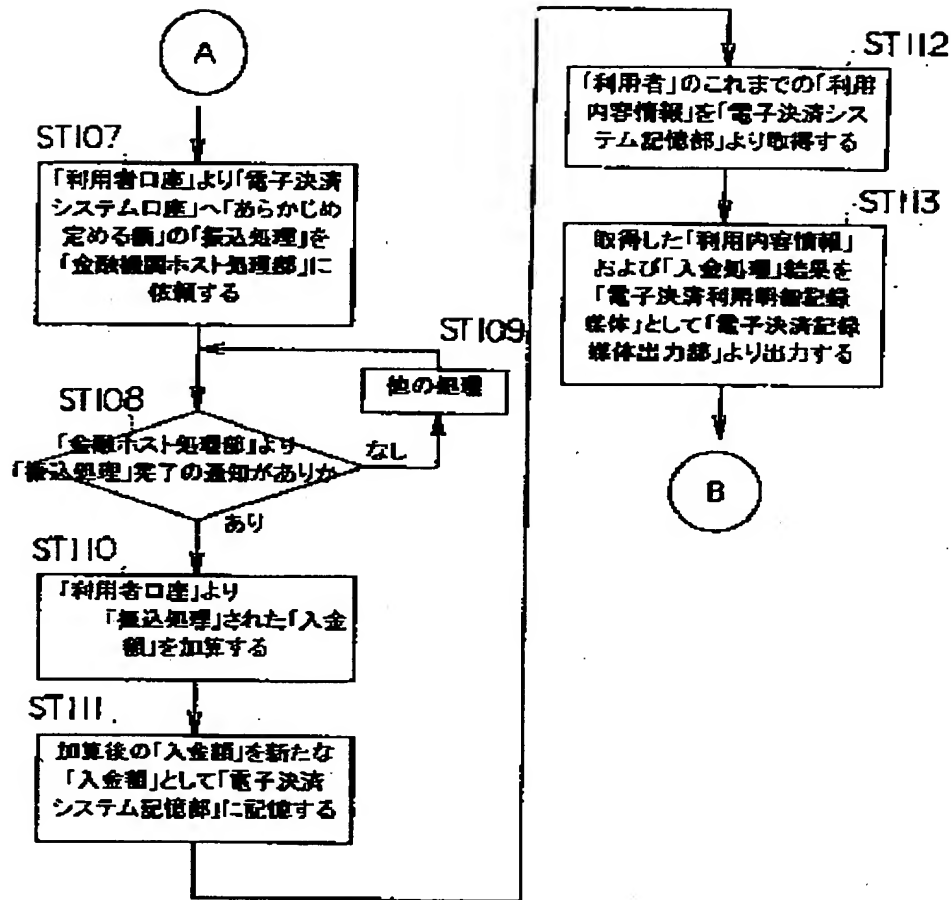 A
ST107
「利用者口座」より「電子決済
システム口座」へ「あらかじめ
定める額」の「振込処理」を
「金融機関ホスト処理部」に
依頼する
ST109
他の処理
ST108
「金融ホスト処理部」より
「振込処理」完了の通知がありか
なし
あり
ST110
「利用者口座」より
「振込処理」された「入金
額」を加算する
ST111
加算後の「入金額」を新たな
「入金額」として「電子決済
システム記憶部」に記憶する
ST112
「利用者」のこれまでの「利用
内容情報」を「電子決済シス
テム記憶部」より取得する
ST113
取得した「利用内容情報」
および「入金処理」結果を
「電子決済利用明細記録
媒体」として「電子決済記録
媒体出力部」より出力する
B